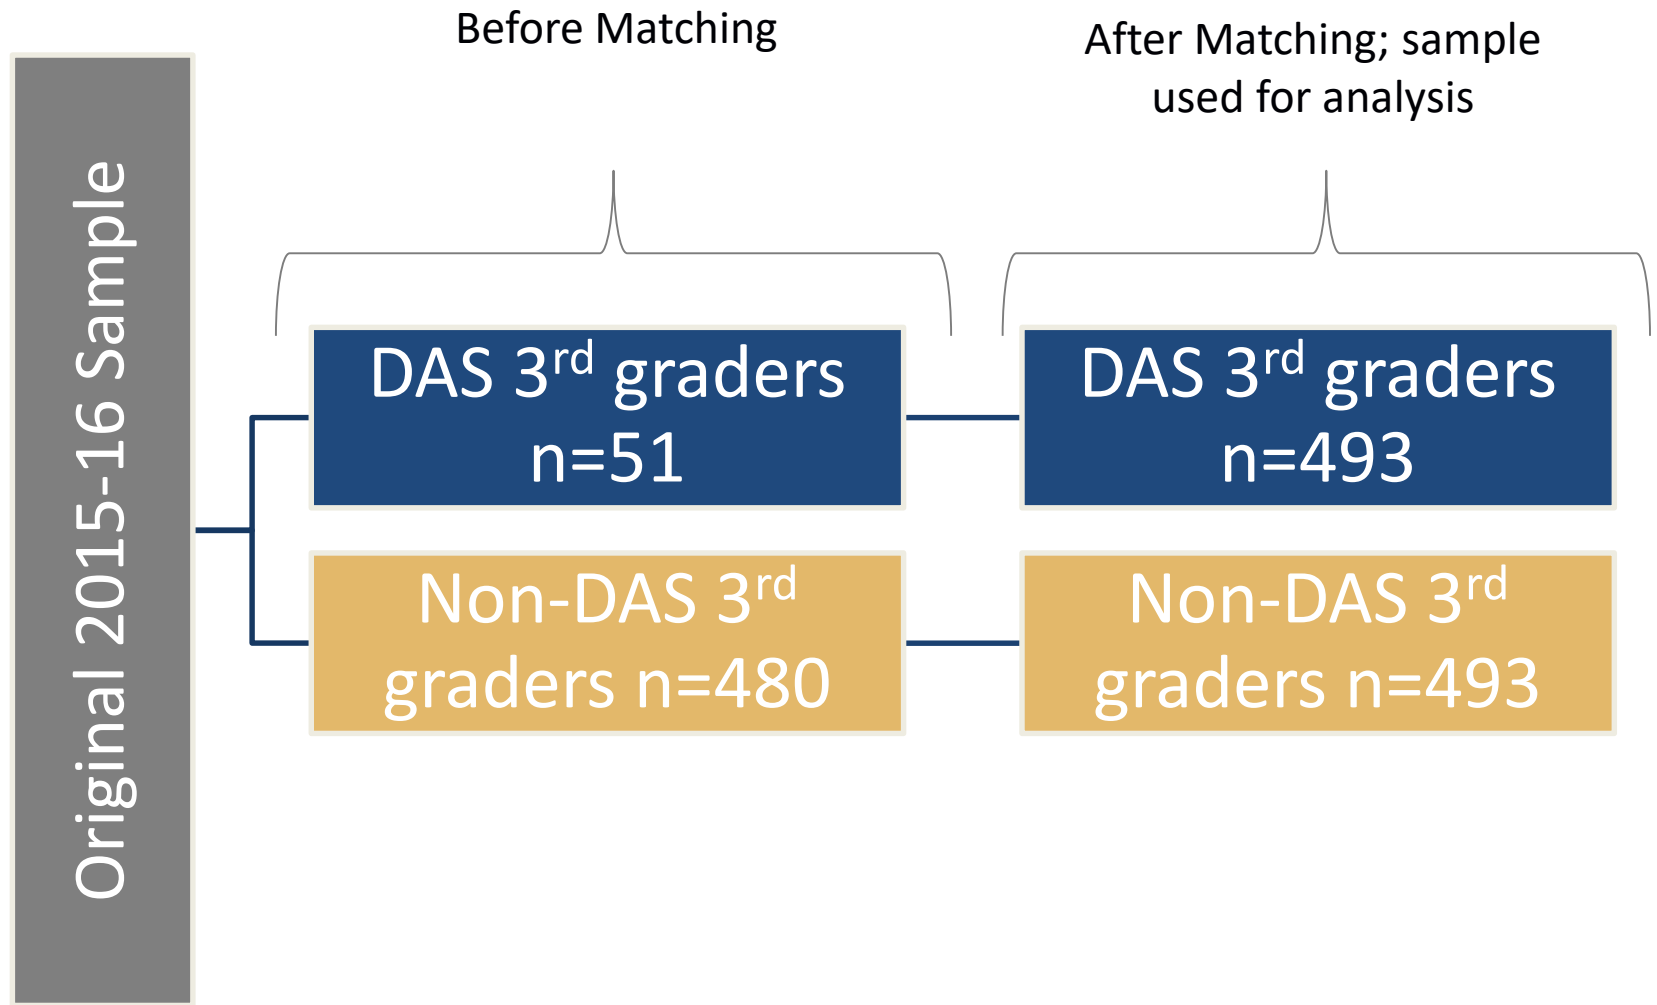 Before Matching
After Matching; sample
used for analysis
Original 2015-16 Sample
DAS 3rd graders
n=51
DAS 3rd graders
n=493
Non-DAS 3rd
graders n=480
Non-DAS 3rd
graders n=493